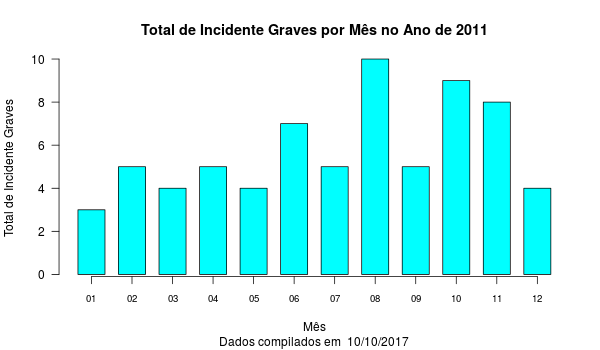 Total de Incidente Graves por Mês no Ano de 2011
Total de Incidente Graves
10
8
6
4
2
0
01 02 03 04 05 06 07 08 09 10 11 12
Mês
Dados compilados em 10/10/2017